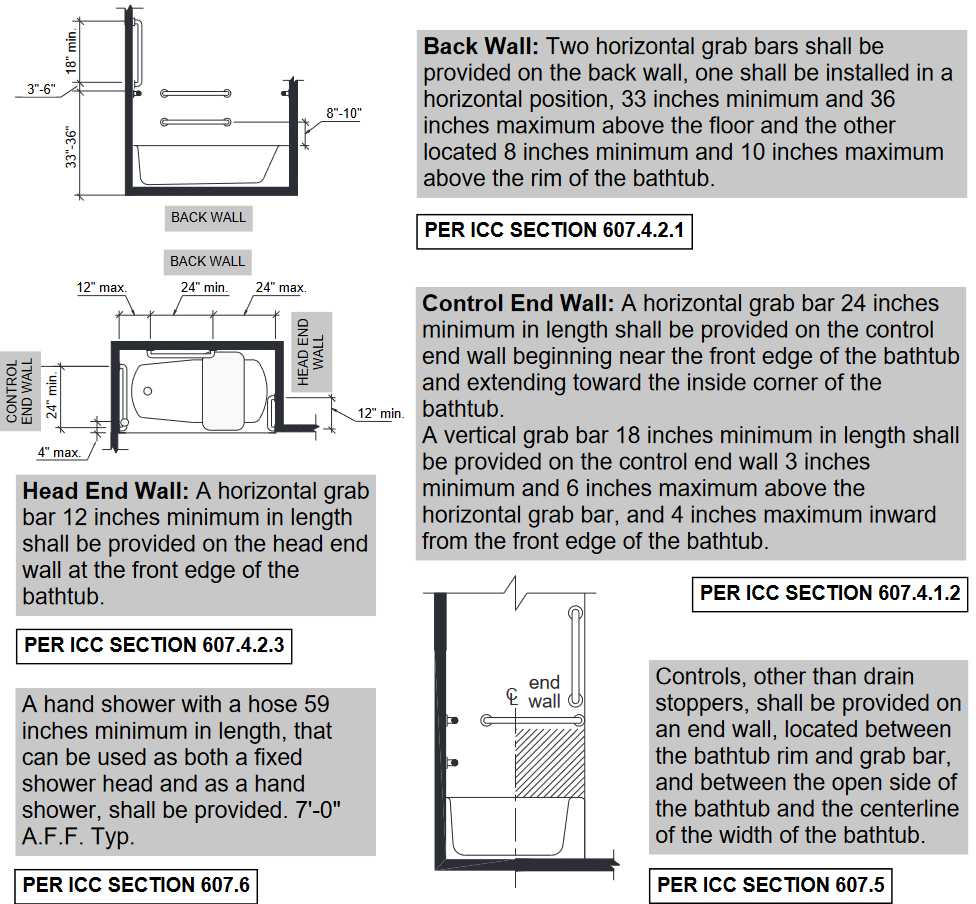 18" min.
3"-6"
33"-36"
8"-10"
BACK WALL
Back Wall: Two horizontal grab bars shall be
provided on the back wall, one shall be installed in a
horizontal position, 33 inches minimum and 36
inches maximum above the floor and the other
located 8 inches minimum and 10 inches maximum
above the rim of the bathtub.
PER ICC SECTION 607.4.2.1
BACK WALL
12" max.
24" min.
24" max.
HEAD END
WALL
CONTROL
END WALL
24" min.
12" min.
4" max.
Control End Wall: A horizontal grab bar 24 inches
minimum in length shall be provided on the control
end wall beginning near the front edge of the bathtub
and extending toward the inside corner of the
bathtub.
A vertical grab bar 18 inches minimum in length shall
be provided on the control end wall 3 inches
minimum and 6 inches maximum above the
horizontal grab bar, and 4 inches maximum inward
from the front edge of the bathtub.
PER ICC SECTION 607.4.1.2
Head End Wall: A horizontal grab
bar 12 inches minimum in length
shall be provided on the head end
wall at the front edge of the
bathtub.
PER ICC SECTION 607.4.2.3
A hand shower with a hose 59
inches minimum in length, that
can be used as both a fixed
shower head and as a hand
shower, shall be provided. 7'-0"
A.F.F. Typ.
PER ICC SECTION 607.6
℄
end
wall
Controls, other than drain
stoppers, shall be provided on
an end wall, located between
the bathtub rim and grab bar,
and between the open side of
the bathtub and the centerline
of the width of the bathtub.
PER ICC SECTION 607.5